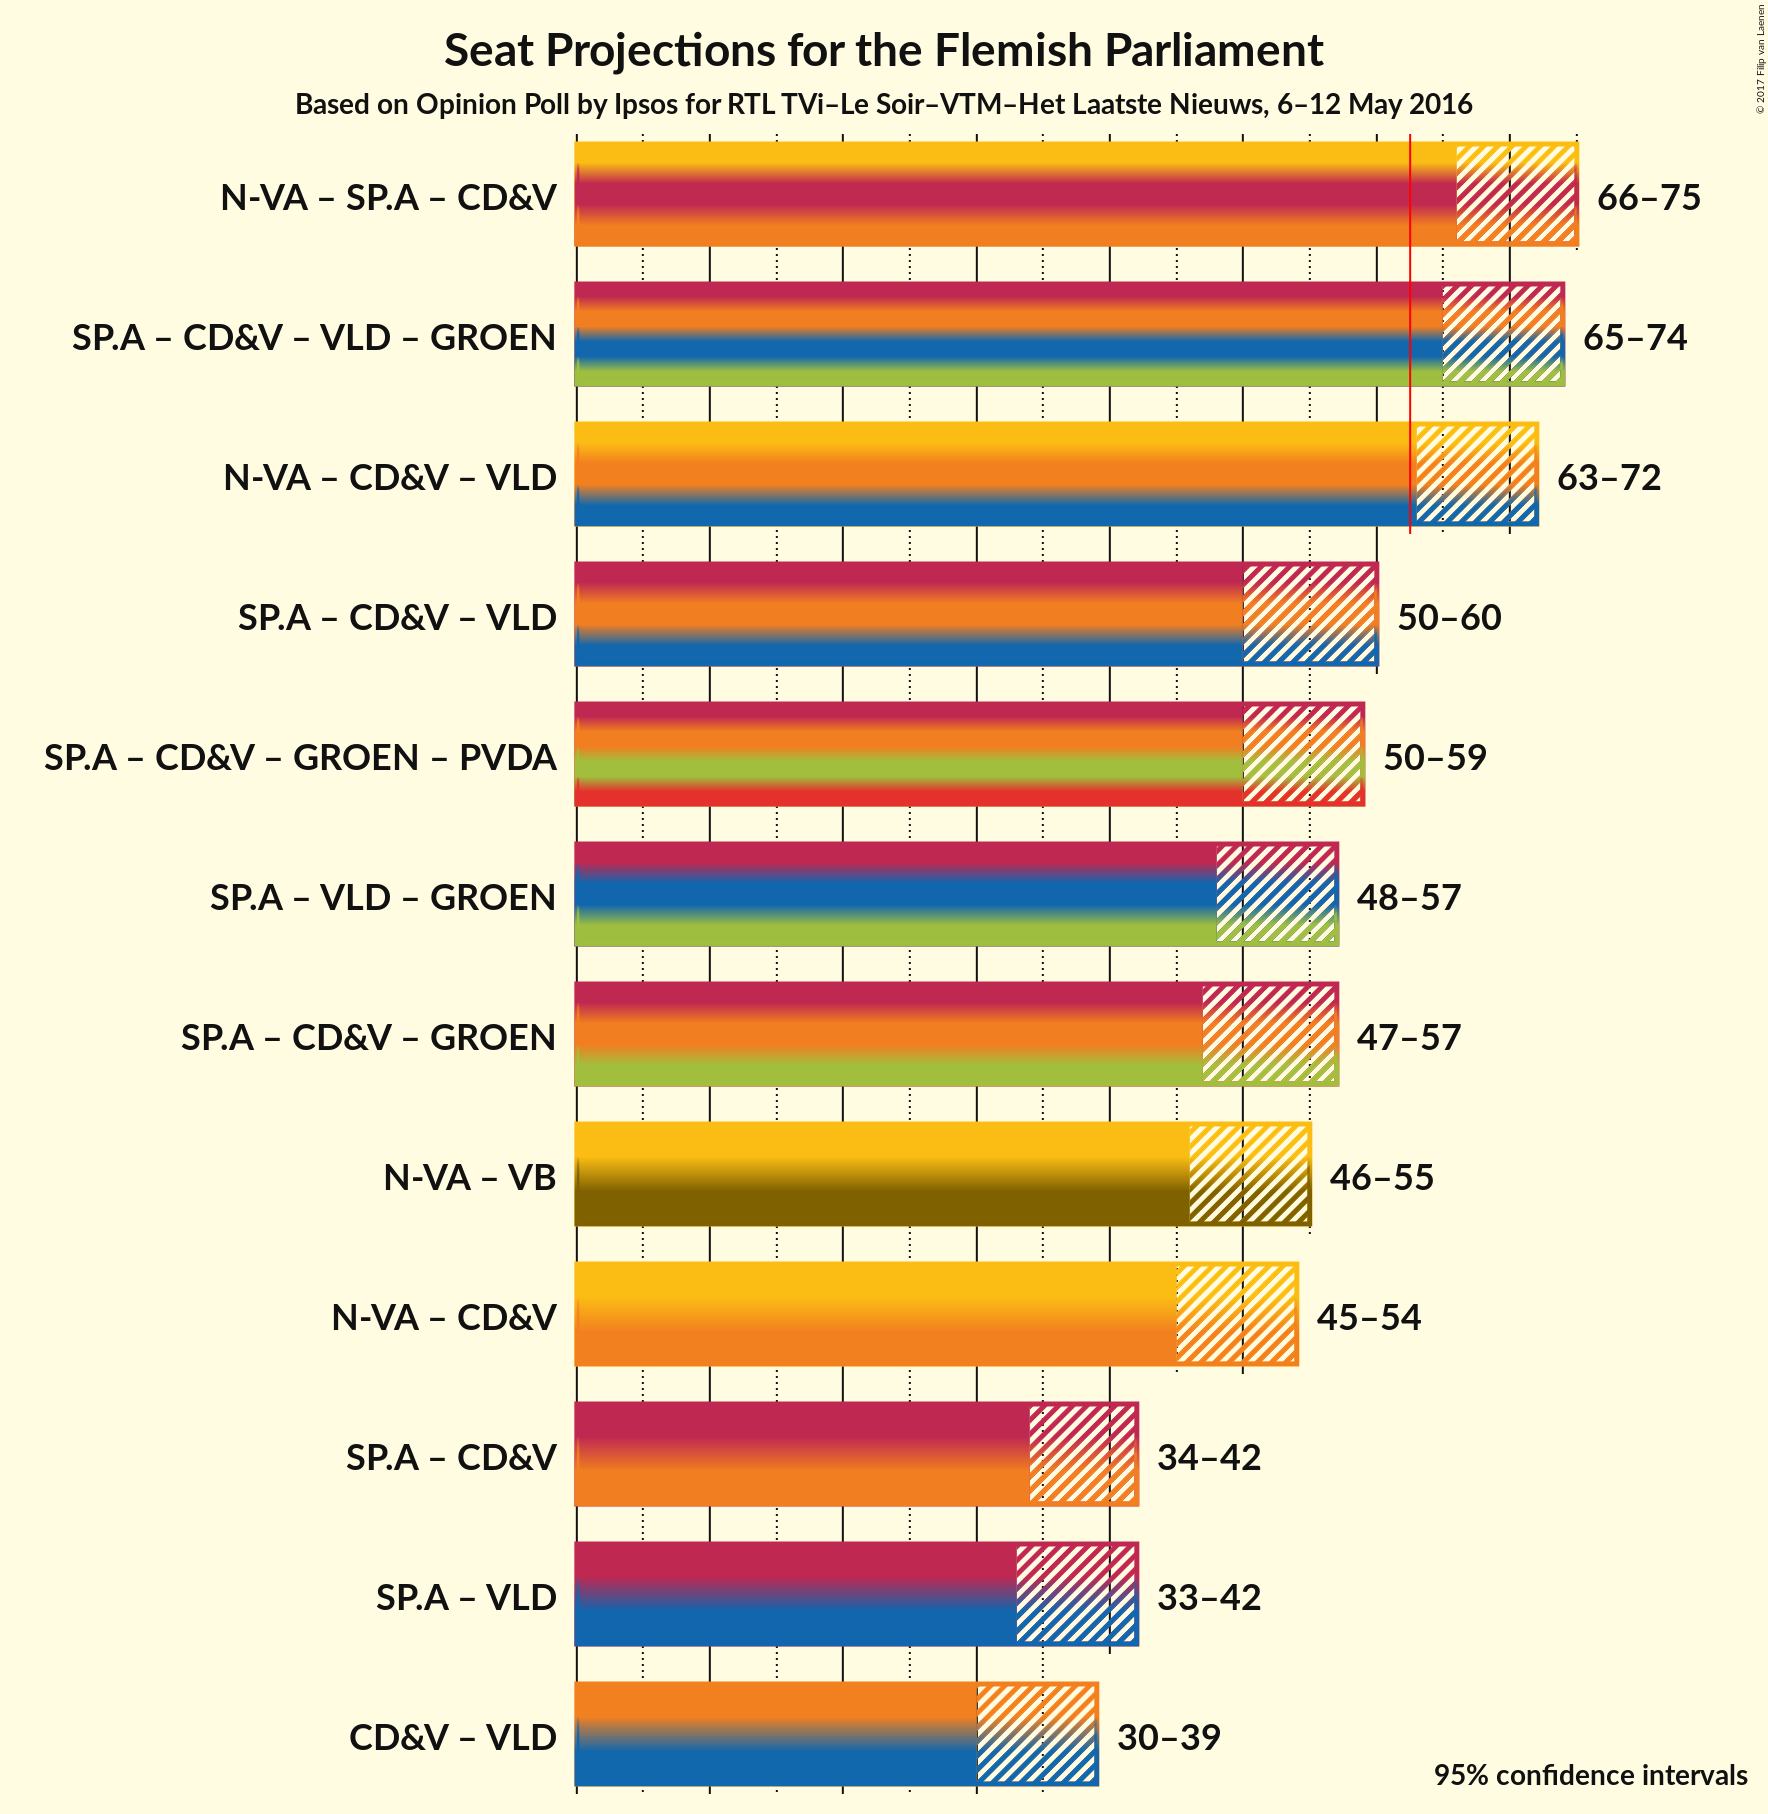 Seat Projections for the Flemish Parliament
Based on Opinion Poll by Ipsos for RTL TVi–Le Soir–VTM–Het Laatste Nieuws, 6–12 May 2016
© 2017 Filip van Laenen
N-VA – SP.A – CD&V 66–75
SP.A – CD&V – VLD – GROEN 65–74
N-VA – CD&V – VLD 63–72
SP.A – CD&V – VLD 50–60
SP.A – CD&V – GROEN – PVDA 50–59
SP.A – VLD – GROEN 48–57
SP.A – CD&V – GROEN 47–57
N-VA – VB 46–55
N-VA – CD&V 45–54
SP.A – CD&V 34–42
SP.A – VLD 33–42
CD&V – VLD 30–39
95% confidence intervals